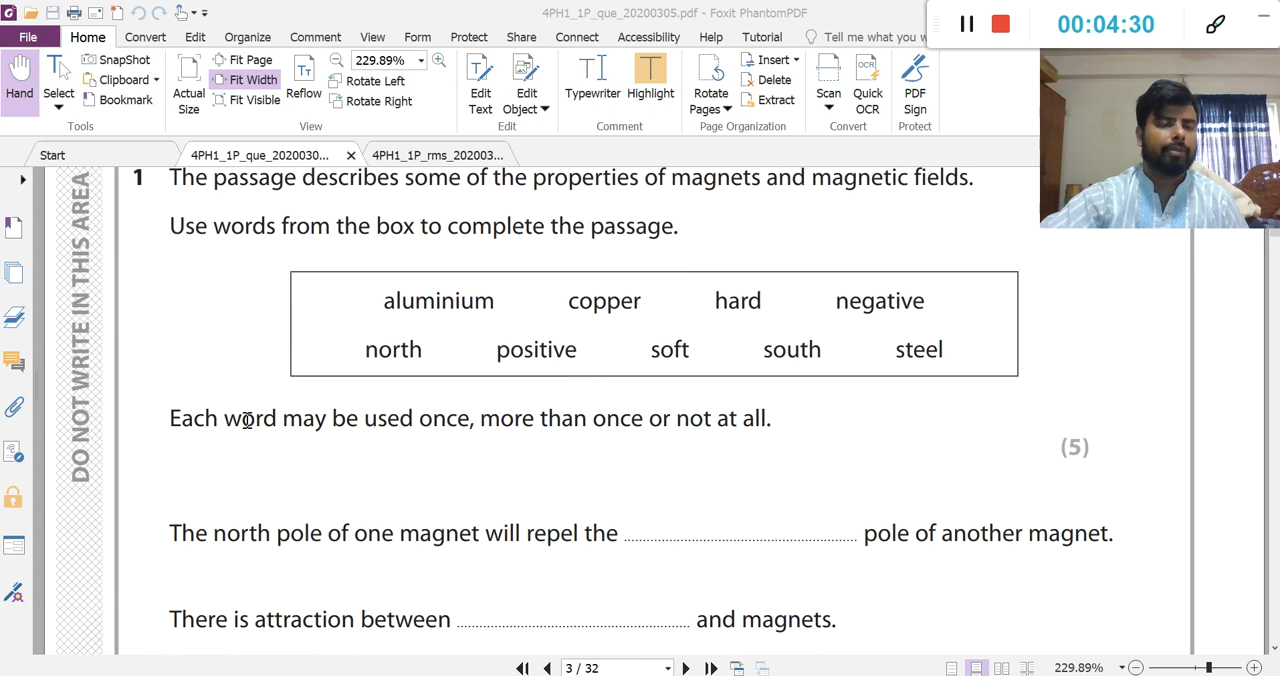 4PH1_1P_que_20200305.pdf - Foxit PhantomPDF
00:04:30
File Home Convert Edit Organize Comment View Form Protect Share Connect Accessibility Help Tutorial Tell me what you
Hand
Select
SnapShot
Clipboard
Bookmark
Tools
Actual Size
Fit Page
Fit Width
Fit Visible
Reflow
229.89%
Rotate Left
Rotate Right
View
Edit Text
Edit Object
Edit
Typewriter
Highlight
Comment
Rotate Pages
Insert
Delete
Extract
Page Organization
Scan
Quick OCR
OCR
Convert
PDF Sign
Protect
Start
4PH1_1P_que_2020030...
4PH1_1P_rms_202003...
DO NOT WRITE IN THIS AREA
1 The passage describes some of the properties of magnets and magnetic fields.
Use words from the box to complete the passage.
aluminium copper hard negative
north positive soft south steel
Each word may be used once, more than once or not at all.
(5)
The north pole of one magnet will repel the ........................................ pole of another magnet.
There is attraction between ........................................ and magnets.
3 / 32
229.89%